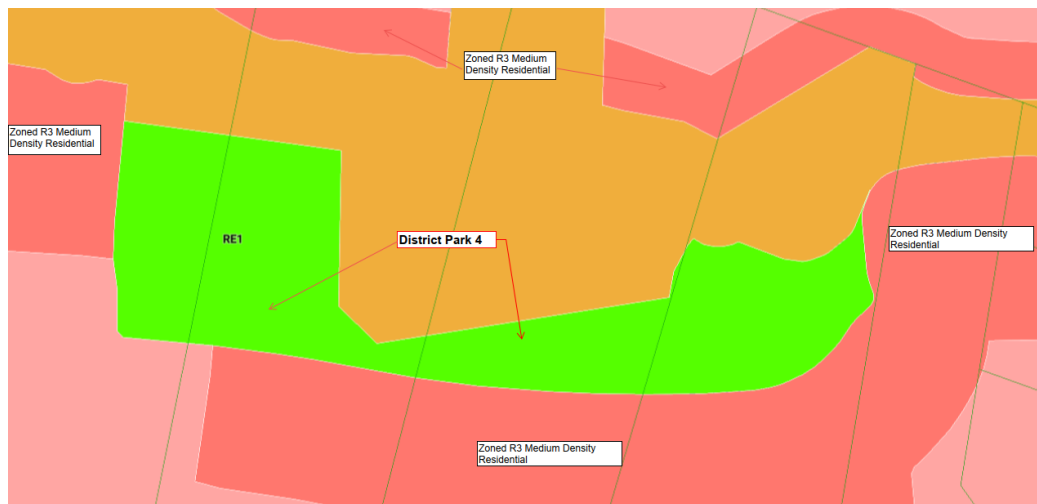 Zoned R3 Medium
Density Residential
Zoned R3 Medium
Density Residential
RE1
District Park 4
Zoned R3 Medium Density
Residential
Zoned R3 Medium Density
Residential